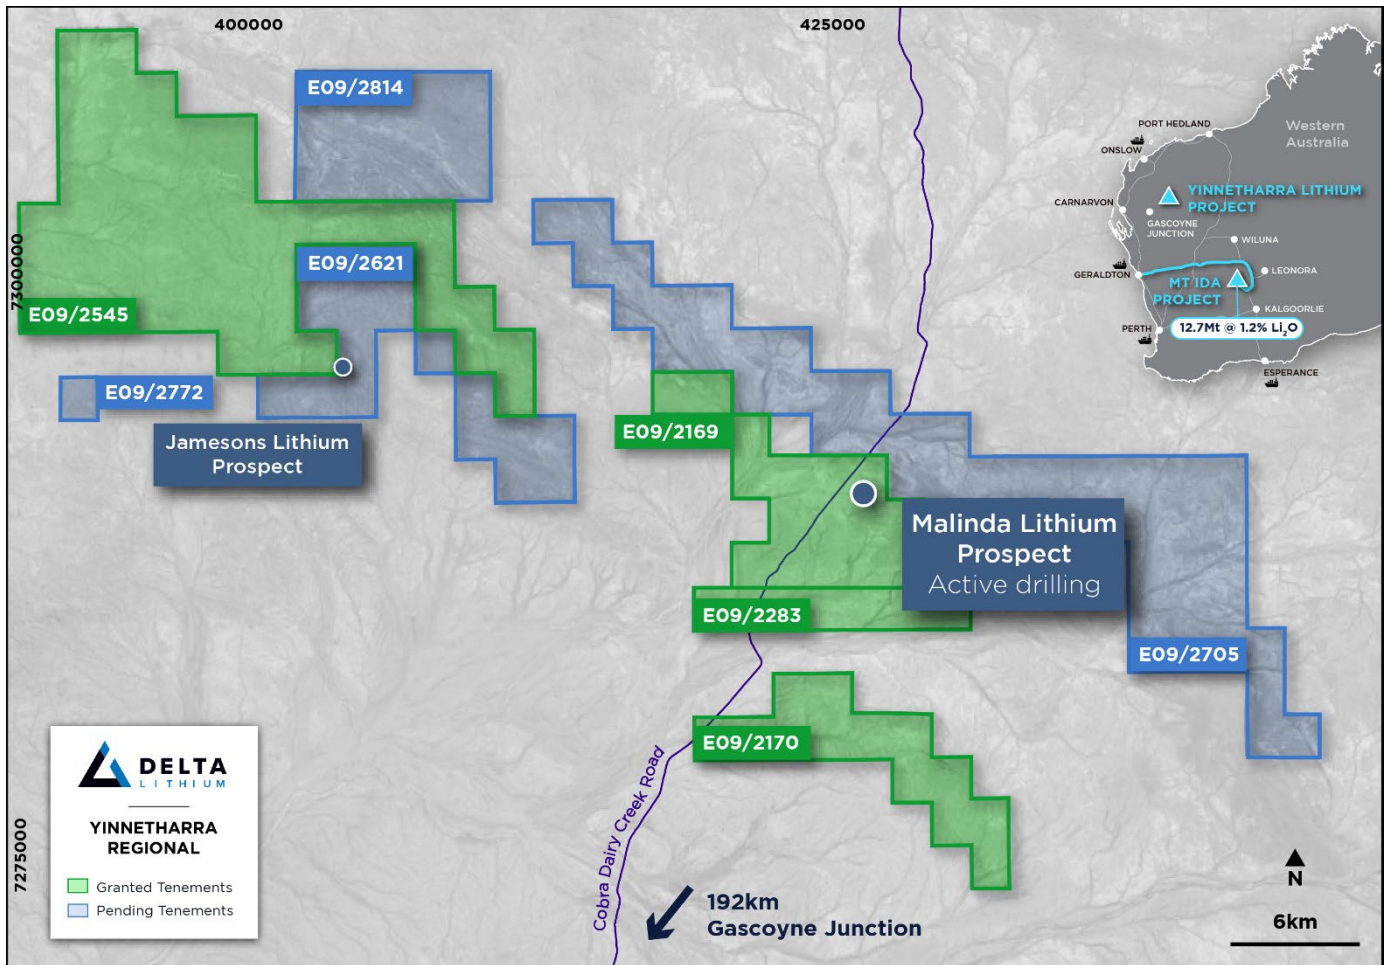 400000
425000
7300000
7275000
E09/2814
E09/2621
E09/2545
E09/2772
Jamesons Lithium
Prospect
E09/2169
Malinda Lithium
Prospect
Active drilling
E09/2283
E09/2705
E09/2170
Cobra Dairy Creek Road
192km
Gascoyne Junction
PORT HEDLAND
Western
Australia
ONSLOW
YINNETHARRA LITHIUM
PROJECT
CARNARVON
GASCOYNE
JUNCTION
WILUNA
GERALDTON
LEONORA
MT IDA
PROJECT
KALGOORLIE
PERTH
12.7Mt @ 1.2% Li₂O
ESPERANCE
DELTA
LITHIUM
YINNETHARRA
REGIONAL
Granted Tenements
Pending Tenements
N
6km